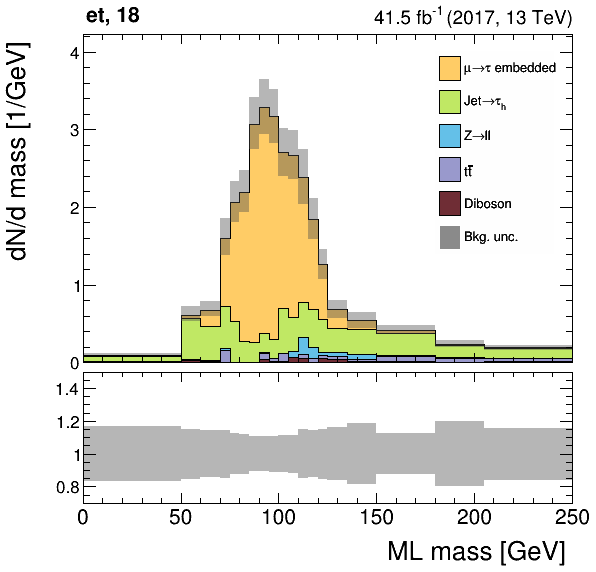 et, 18
41.5 fb⁻¹ (2017, 13 TeV)
dN/d mass [1/GeV]
4
3
2
1
0
μ→τ embedded
Jet→τₕ
Z→ll
tt̄
Diboson
Bkg. unc.
1.4
1.2
1
0.8
0 50 100 150 200 250
ML mass [GeV]